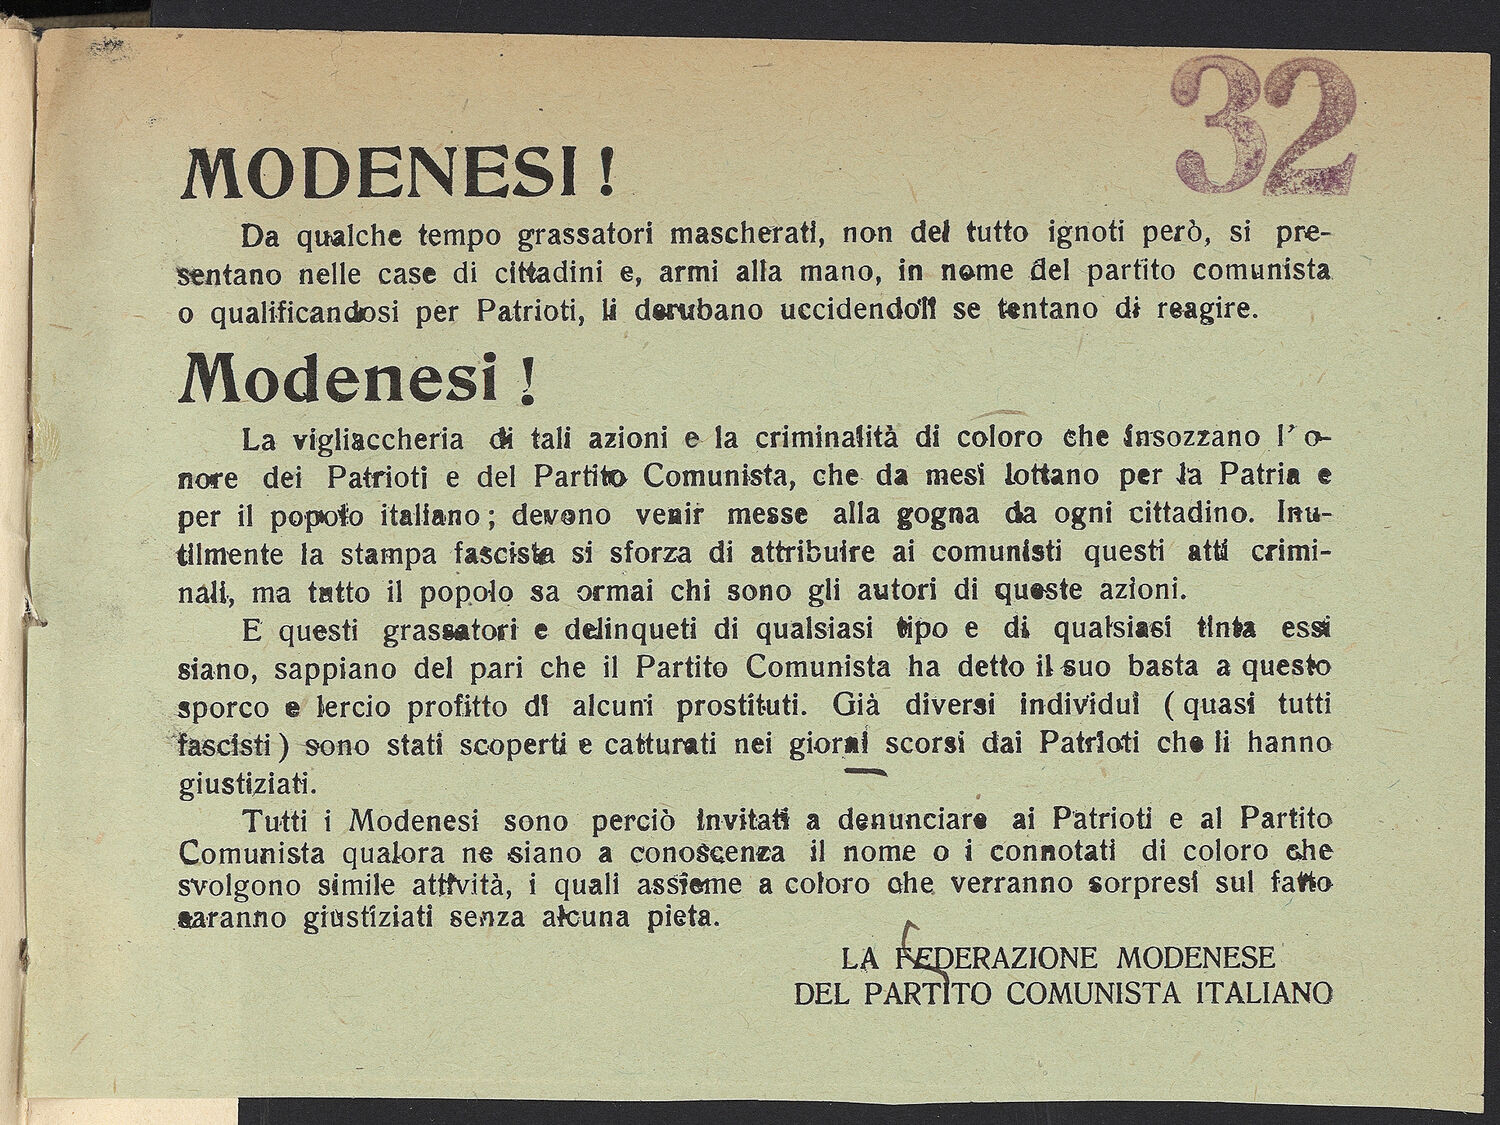 32
MODENESI !
Da qualche tempo grassatori mascherati, non del tutto ignoti però, si pre-
sentano nelle case di cittadini e, armi alla mano, in nome del partito comunista
o qualificandosi per Patrioti, li derubano uccidendoli se tentano di reagire.
Modenesi !
La vigliaccheria di tali azioni e la criminalità di coloro che insozzano l'o-
nore dei Patrioti e del Partito Comunista, che da mesi lottano per la Patria e
per il popolo italiano ; devono venir messe alla gogna da ogni cittadino. Inu-
tilmente la stampa fascista si sforza di attribuire ai comunisti questi atti crimi-
nali, ma tutto il popolo sa ormai chi sono gli autori di queste azioni.
E questi grassatori e delinqueti di qualsiasi tipo e di qualsiasi tinta essi
siano, sappiano del pari che il Partito Comunista ha detto il suo basta a questo
sporco e lercio profitto di alcuni prostituti. Già diversi individui ( quasi tutti
fascisti ) sono stati scoperti e catturati nei giorni scorsi dai Patrioti che li hanno
giustiziati.
Tutti i Modenesi sono perciò invitati a denunciare ai Patrioti e al Partito
Comunista qualora ne siano a conoscenza il nome o i connotati di coloro che
svolgono simile attività, i quali assieme a coloro che verranno sorpresi sul fatto
saranno giustiziati senza alcuna pieta.
LA FEDERAZIONE MODENESE
DEL PARTITO COMUNISTA ITALIANO